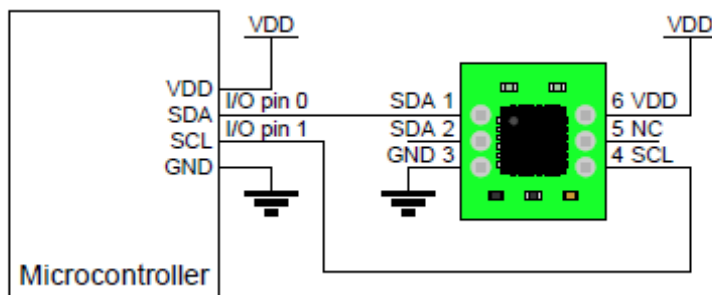 VDD
VDD
VDD
SDA
SCL
GND
I/O pin 0
I/O pin 1
SDA 1
SDA 2
GND 3
6 VDD
5 NC
4 SCL
Microcontroller